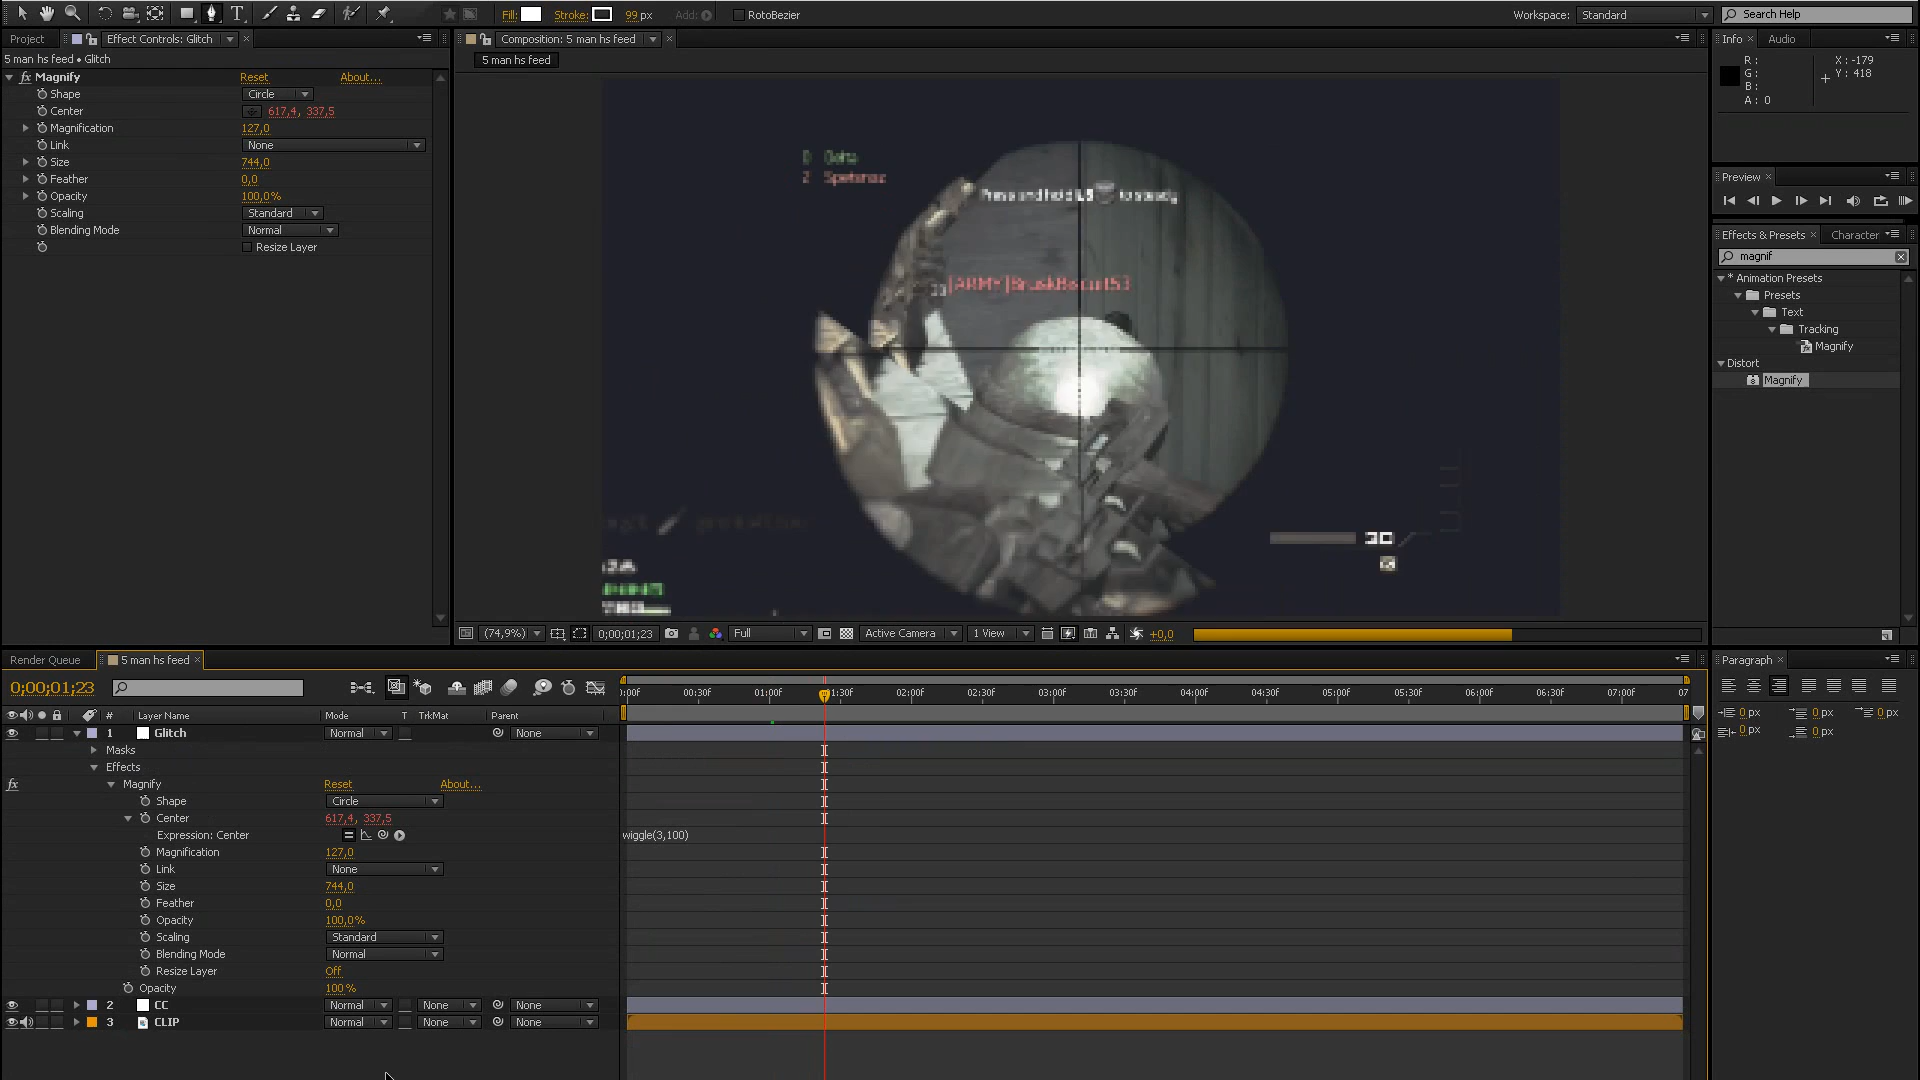 Fill: Stroke: 99 px Add: RotoBezier Workspace: Standard Search Help
Project Effect Controls: Glitch
5 man hs feed • Glitch
fx Magnify Reset About...
Shape Circle
Center 617,4, 337,5
Magnification 127,0
Link None
Size 744,0
Feather 0,0
Opacity 100,0%
Scaling Standard
Blending Mode Normal
Resize Layer
Composition: 5 man hs feed
5 man hs feed
Press and hold LS to steady
30
(74,9%) 0;00;01;23 Full Active Camera 1 View +0,0
Info Audio
R: X: -179
G: Y: 418
B:
A: 0
Preview
Effects & Presets Character
magnif
* Animation Presets
Presets
Text
Tracking
Magnify
Distort
Magnify
Render Queue 5 man hs feed
0;00;01;23
:00f 00:30f 01:00f 01:30f 02:00f 02:30f 03:00f 03:30f 04:00f 04:30f 05:00f 05:30f 06:00f 06:30f 07:00f 07
# Layer Name Mode T TrkMat Parent
1 Glitch Normal None
Masks
Effects
fx Magnify Reset About...
Shape Circle
Center 617,4, 337,5
Expression: Center wiggle(3,100)
Magnification 127,0
Link None
Size 744,0
Feather 0,0
Opacity 100,0%
Scaling Standard
Blending Mode Normal
Resize Layer Off
Opacity 100%
2 CC Normal None None
3 CLIP Normal None None
Paragraph
0 px 0 px 0 px
0 px 0 px